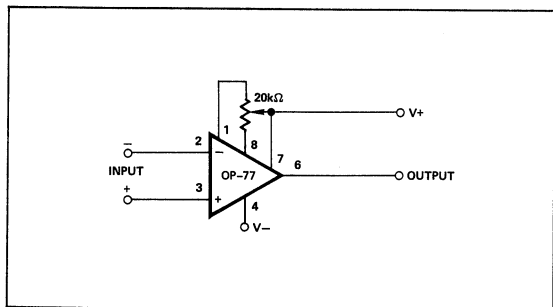 20kΩ
V+
1
8
– 2 – 7
INPUT OP–77 6 OUTPUT
+ 3 + 4
V–